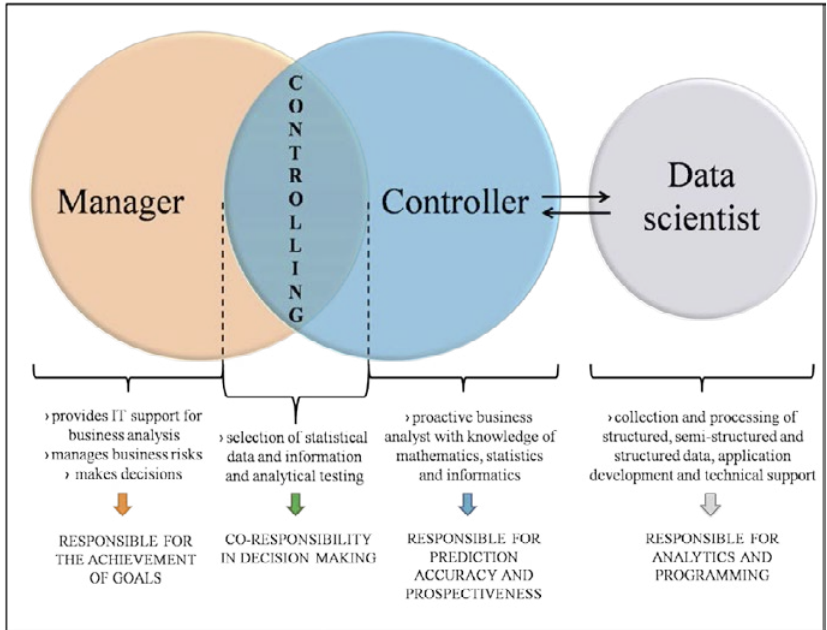 Manager
CONTROLLING
Controller
Data
scientist
›provides IT support for
business analysis
›manages business risks
› makes decisions
RESPONSIBLE FOR
THE ACHIEVEMENT
OF GOALS
›selection of statistical
data and information
and analytical testing
CO-RESPONSIBILITY
IN DECISION MAKING
›proactive business
analyst with knowledge of
mathematics, statistics
and informatics
RESPONSIBLE FOR
PREDICTION
ACCURACY AND
PROSPECTIVENESS
›collection and processing of
structured, semi-structured and
structured data, application
development and technical support
RESPONSIBLE FOR
ANALYTICS AND
PROGRAMMING